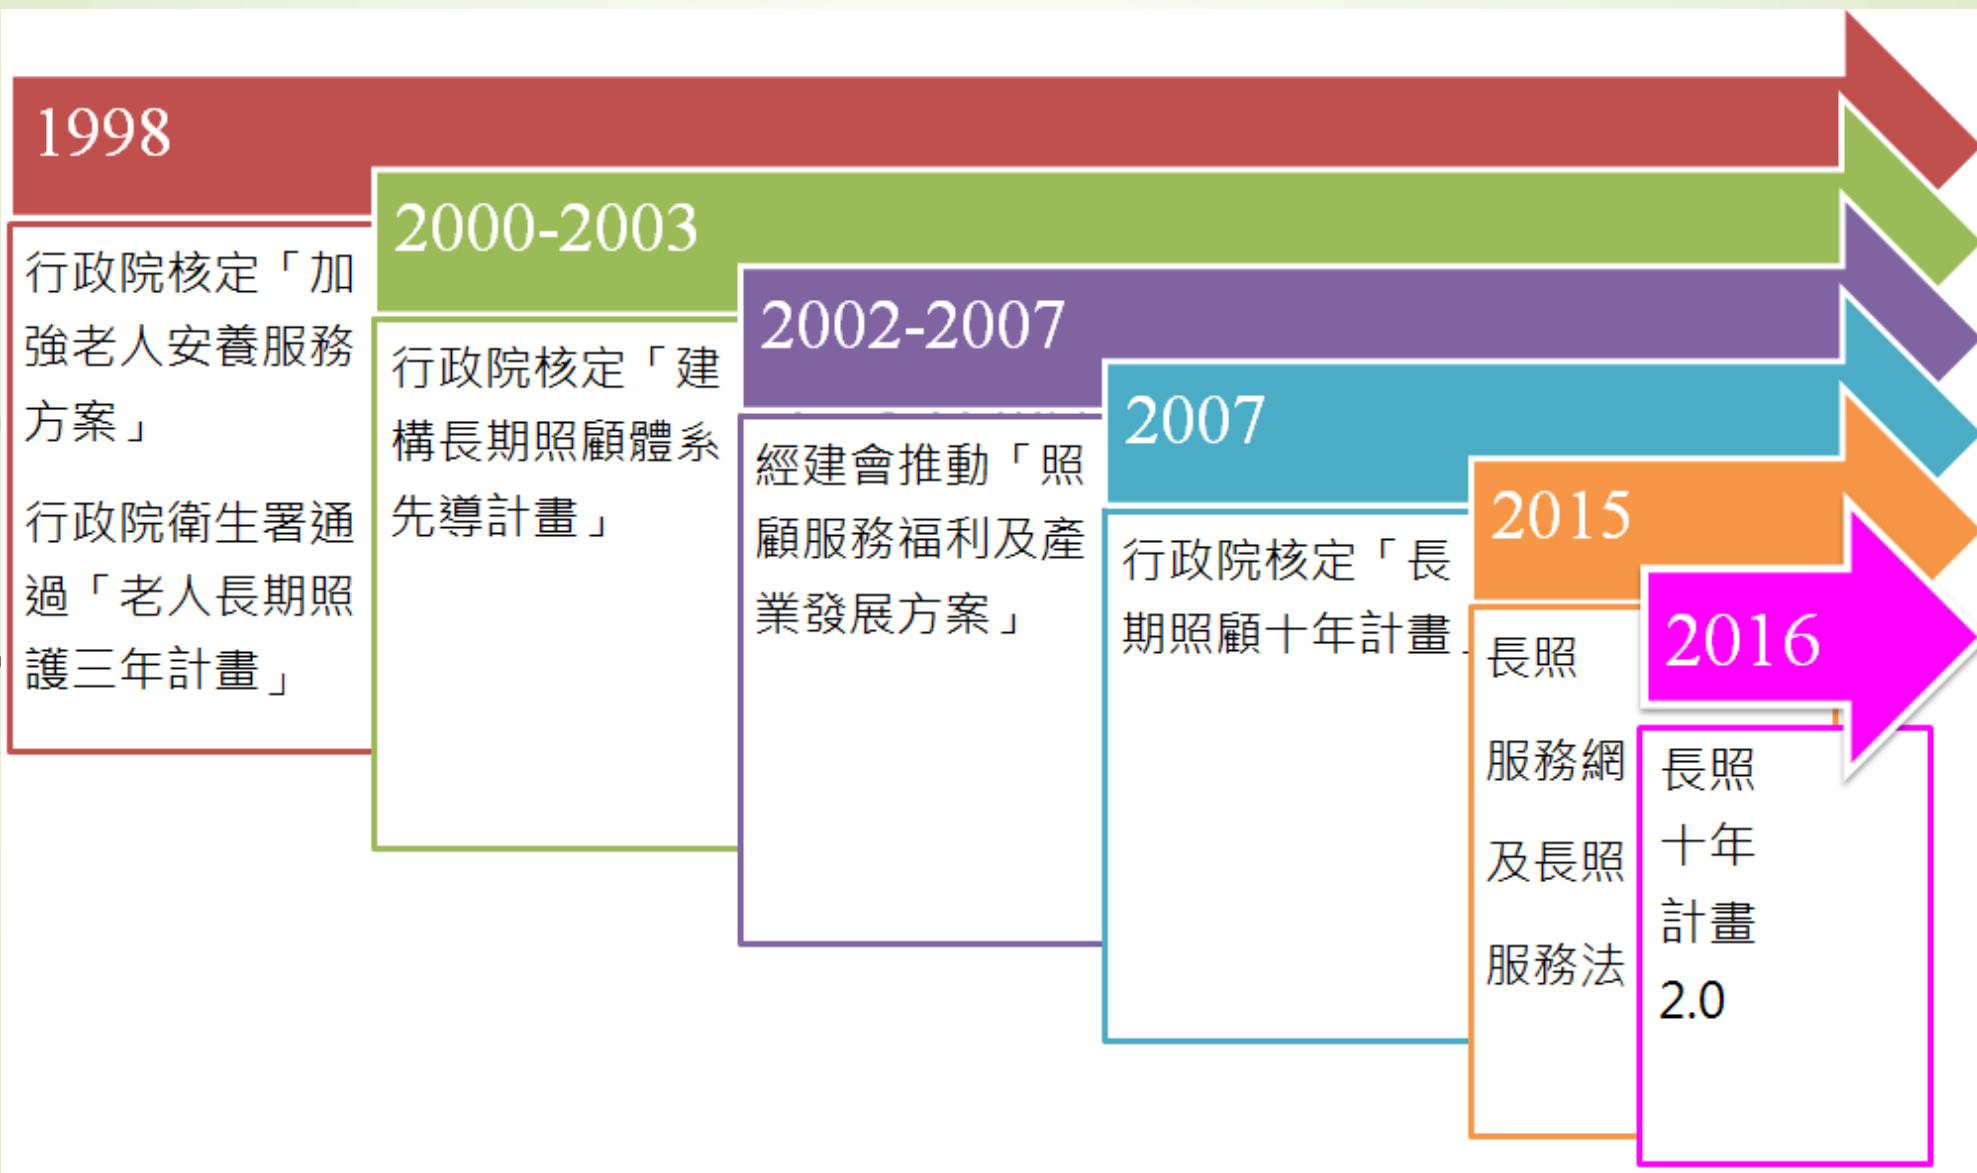 1998
行政院核定「加
強老人安養服務
方案」
行政院衛生署通
過「老人長期照
護三年計畫」
2000-2003
行政院核定「建
構長期照顧體系
先導計畫」
2002-2007
經建會推動「照
顧服務福利及產
業發展方案」
2007
行政院核定「長
期照顧十年計畫」
2015
長照
服務網
及長照
服務法
2016
長照
十年
計畫
2.0